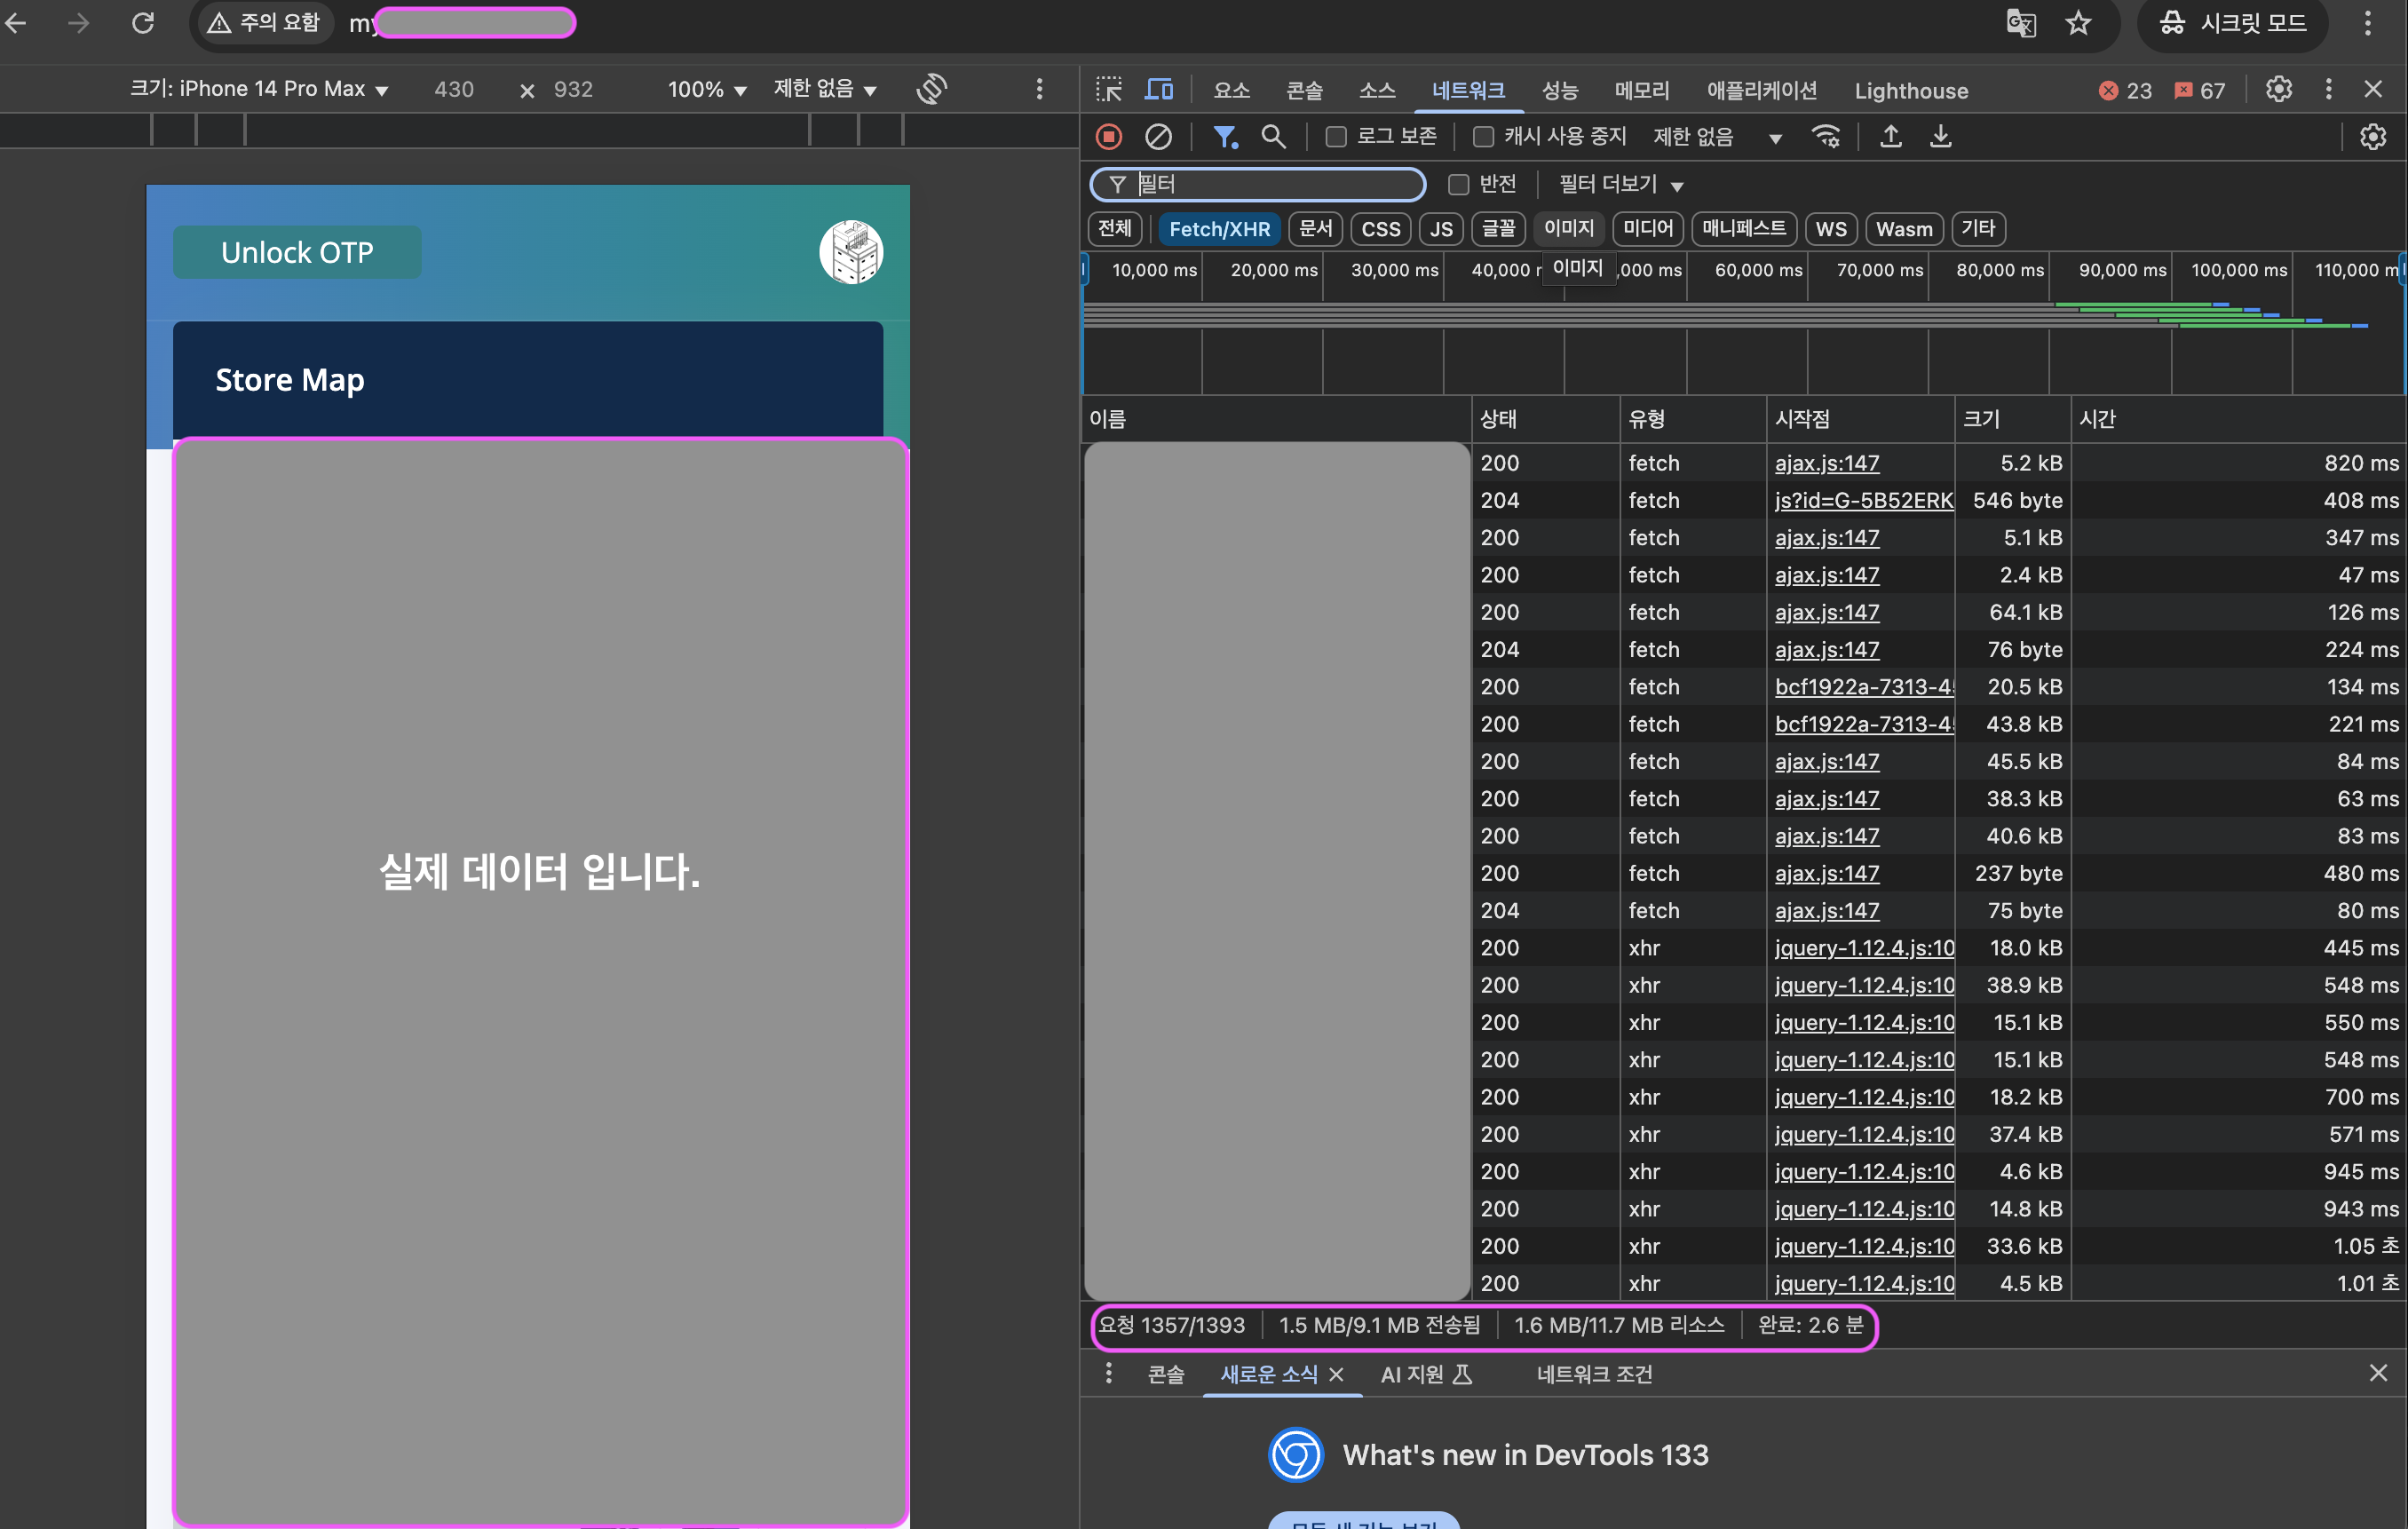 주의 요함 my
시크릿 모드
크기: iPhone 14 Pro Max 430 × 932 100% 제한 없음
요소 콘솔 소스 네트워크 성능 메모리 애플리케이션 Lighthouse 23 67
로그 보존 캐시 사용 중지 제한 없음
필터 반전 필터 더보기
전체 Fetch/XHR 문서 CSS JS 글꼴 이미지 미디어 매니페스트 WS Wasm 기타
10,000 ms 20,000 ms 30,000 ms 40,000 이미지 ,000 ms 60,000 ms 70,000 ms 80,000 ms 90,000 ms 100,000 ms 110,000 m
Unlock OTP
Store Map
실제 데이터 입니다.
이름 상태 유형 시작점 크기 시간
200 fetch ajax.js:147 5.2 kB 820 ms
204 fetch js?id=G-5B52ERK 546 byte 408 ms
200 fetch ajax.js:147 5.1 kB 347 ms
200 fetch ajax.js:147 2.4 kB 47 ms
200 fetch ajax.js:147 64.1 kB 126 ms
204 fetch ajax.js:147 76 byte 224 ms
200 fetch bcf1922a-7313-4 20.5 kB 134 ms
200 fetch bcf1922a-7313-4 43.8 kB 221 ms
200 fetch ajax.js:147 45.5 kB 84 ms
200 fetch ajax.js:147 38.3 kB 63 ms
200 fetch ajax.js:147 40.6 kB 83 ms
200 fetch ajax.js:147 237 byte 480 ms
204 fetch ajax.js:147 75 byte 80 ms
200 xhr jquery-1.12.4.js:10 18.0 kB 445 ms
200 xhr jquery-1.12.4.js:10 38.9 kB 548 ms
200 xhr jquery-1.12.4.js:10 15.1 kB 550 ms
200 xhr jquery-1.12.4.js:10 15.1 kB 548 ms
200 xhr jquery-1.12.4.js:10 18.2 kB 700 ms
200 xhr jquery-1.12.4.js:10 37.4 kB 571 ms
200 xhr jquery-1.12.4.js:10 4.6 kB 945 ms
200 xhr jquery-1.12.4.js:10 14.8 kB 943 ms
200 xhr jquery-1.12.4.js:10 33.6 kB 1.05 초
200 xhr jquery-1.12.4.js:10 4.5 kB 1.01 초
요청 1357/1393 1.5 MB/9.1 MB 전송됨 1.6 MB/11.7 MB 리소스 완료: 2.6 분
콘솔 새로운 소식 AI 지원 네트워크 조건
What's new in DevTools 133